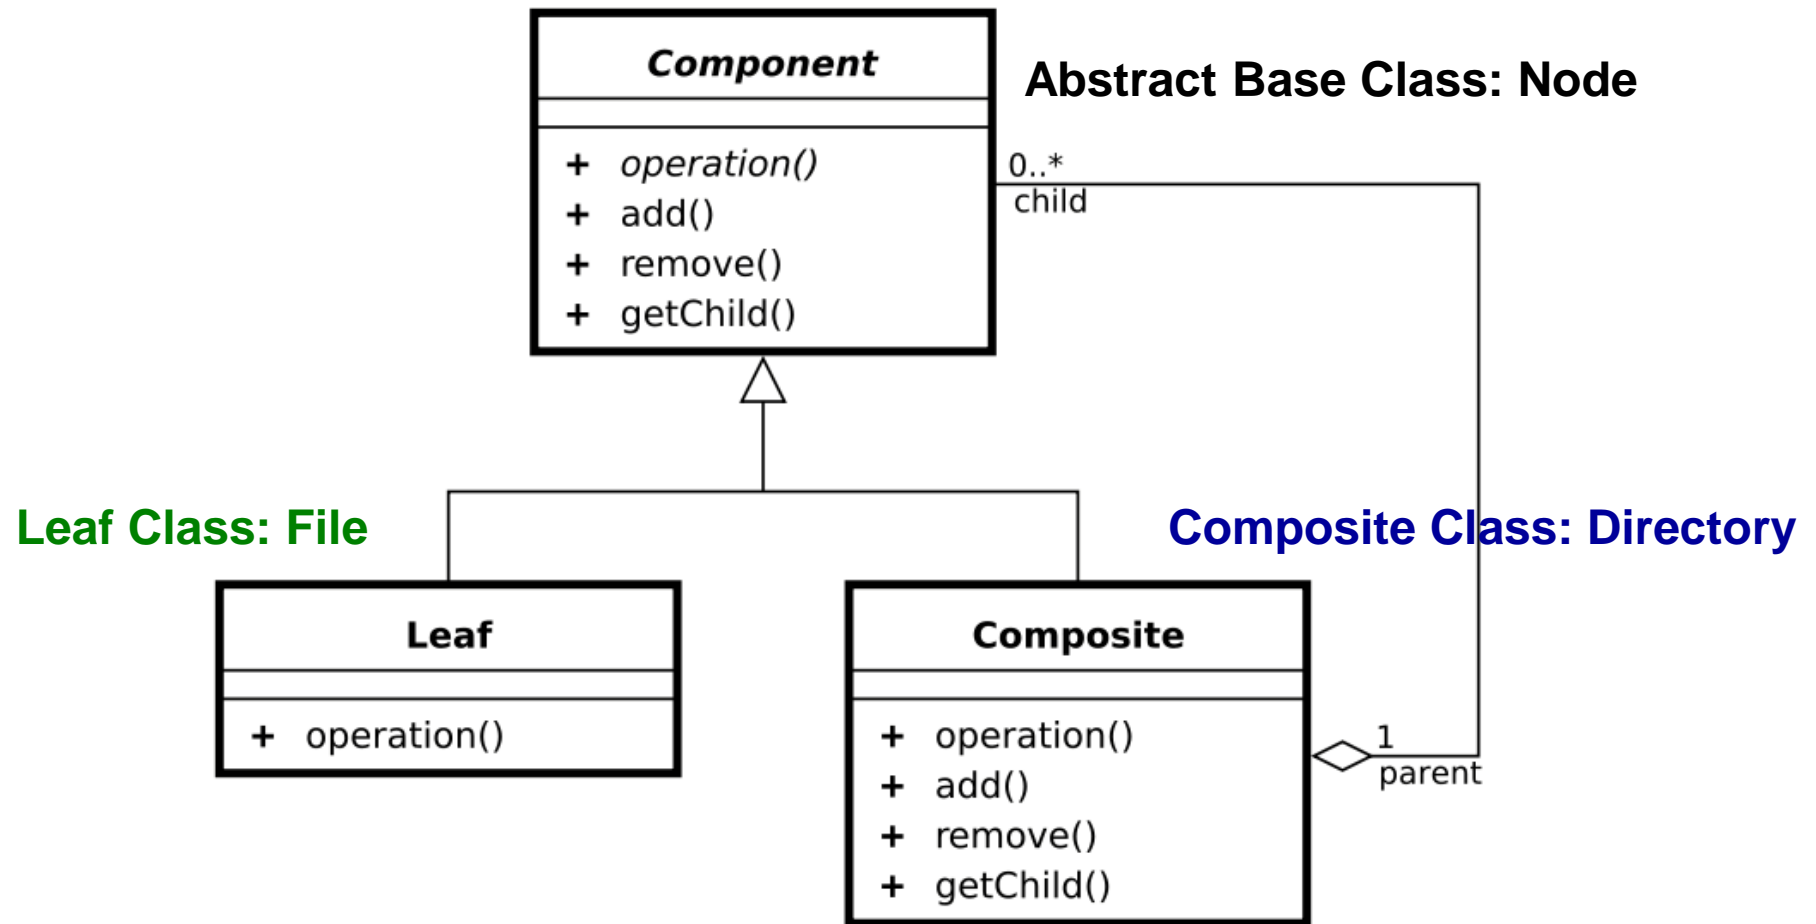 Component
Abstract Base Class: Node
+ operation()
+ add()
+ remove()
+ getChild()
0..*
child
Leaf Class: File
Composite Class: Directory
Leaf
+ operation()
Composite
+ operation()
+ add()
+ remove()
+ getChild()
1
parent